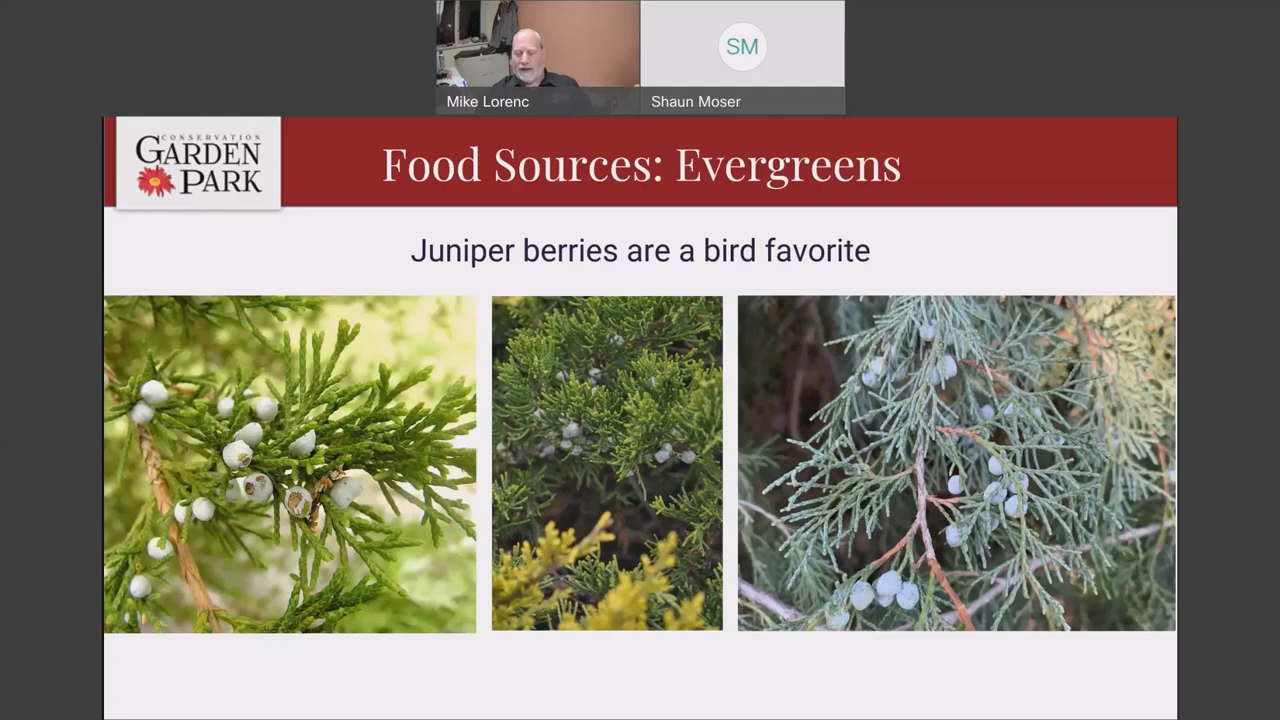 SM
Mike Lorenc
Shaun Moser
CONSERVATION
GARDEN
PARK
Food Sources: Evergreens
Juniper berries are a bird favorite